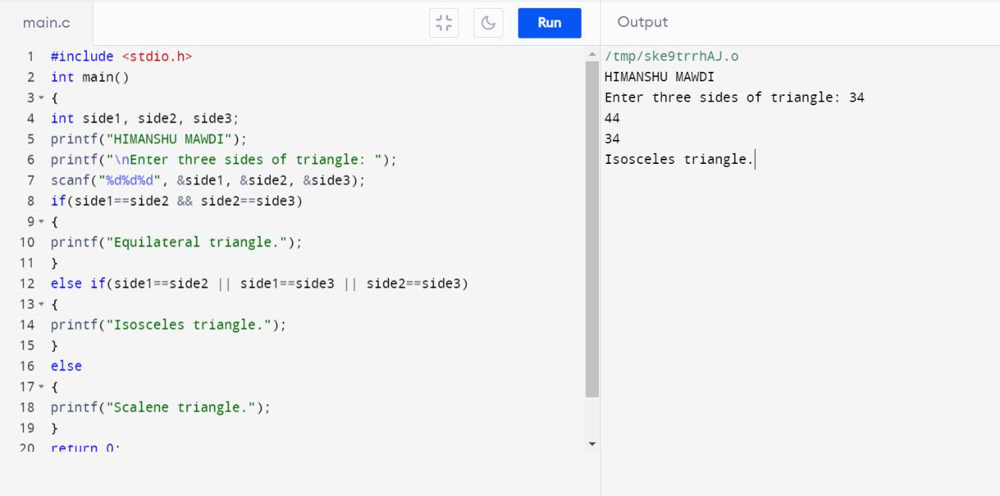 main.c
Run
Output
1 #include <stdio.h>
2 int main()
3 {
4 int side1, side2, side3;
5 printf("HIMANSHU MAWDI");
6 printf("\nEnter three sides of triangle: ");
7 scanf("%d%d%d", &side1, &side2, &side3);
8 if(side1==side2 && side2==side3)
9 {
10 printf("Equilateral triangle.");
11 }
12 else if(side1==side2 || side1==side3 || side2==side3)
13 {
14 printf("Isosceles triangle.");
15 }
16 else
17 {
18 printf("Scalene triangle.");
19 }
20 return 0;
/tmp/ske9trrhAJ.o
HIMANSHU MAWDI
Enter three sides of triangle: 34
44
34
Isosceles triangle.